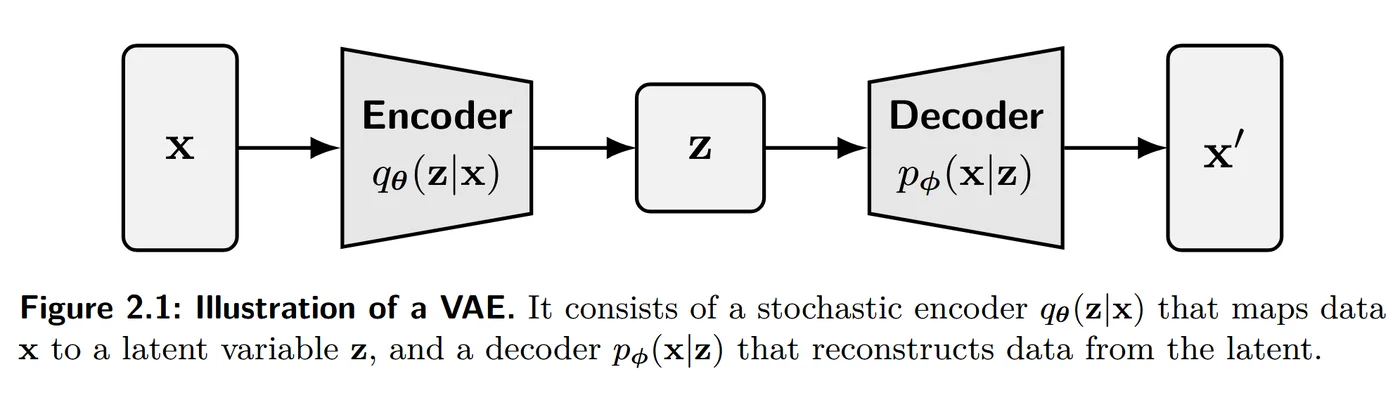 x
Encoder
qθ(z|x)
z
Decoder
pϕ(x|z)
x′
Figure 2.1: Illustration of a VAE. It consists of a stochastic encoder qθ(z|x) that maps data
x to a latent variable z, and a decoder pϕ(x|z) that reconstructs data from the latent.